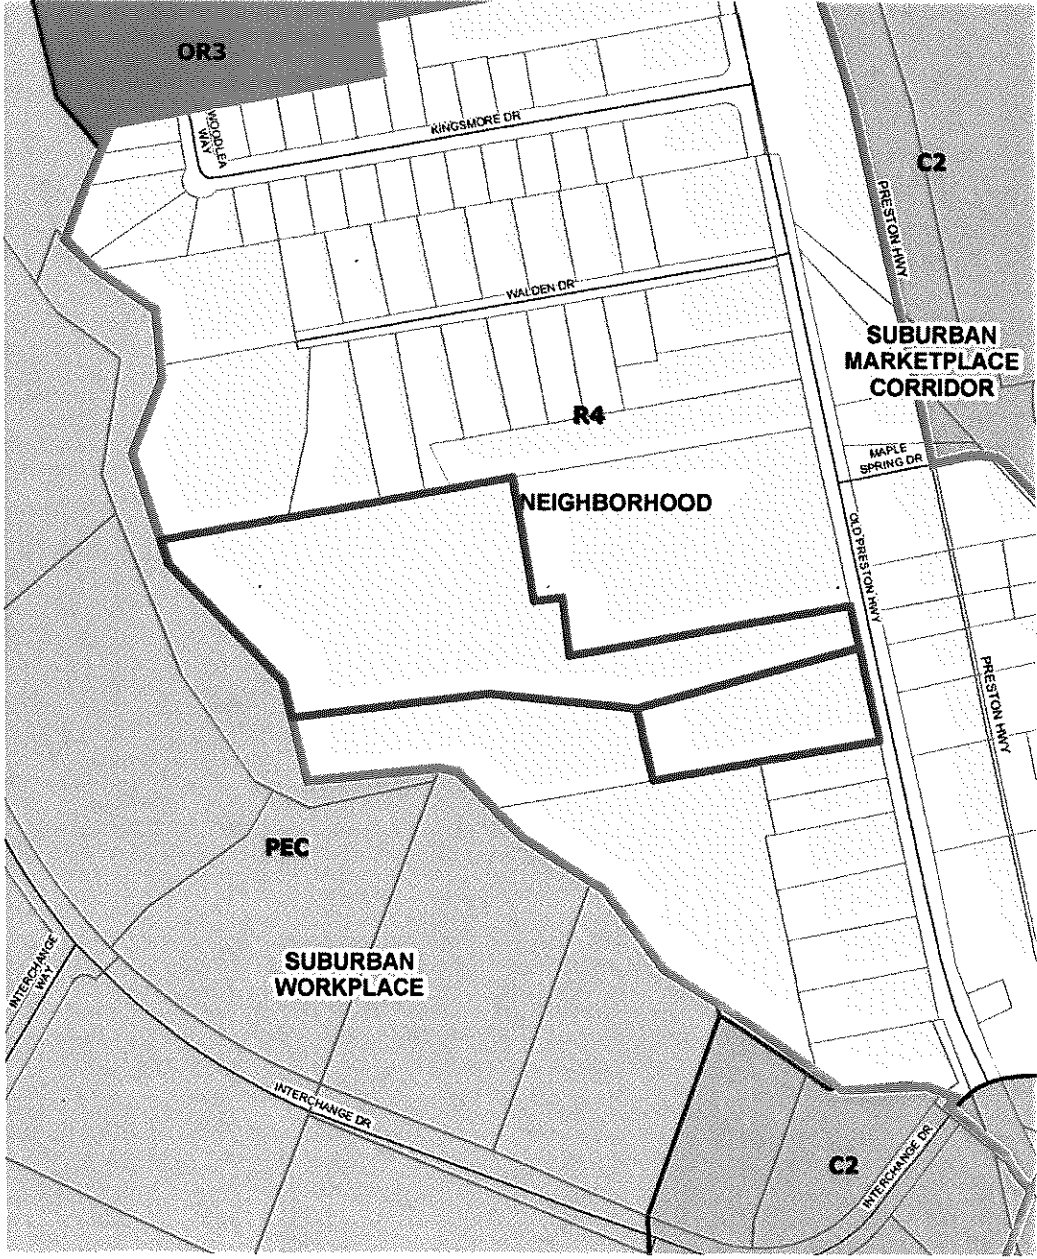 OR3
WOODLEA
WAY
KINGSMORE DR
C2
PRESTON HWY
WALDEN DR
SUBURBAN
MARKETPLACE
CORRIDOR
R4
MAPLE
SPRING DR
NEIGHBORHOOD
OLD PRESTON HWY
PRESTON HWY
PEC
SUBURBAN
WORKPLACE
INTERCHANGE
WAY
INTERCHANGE DR
C2
INTERCHANGE DR